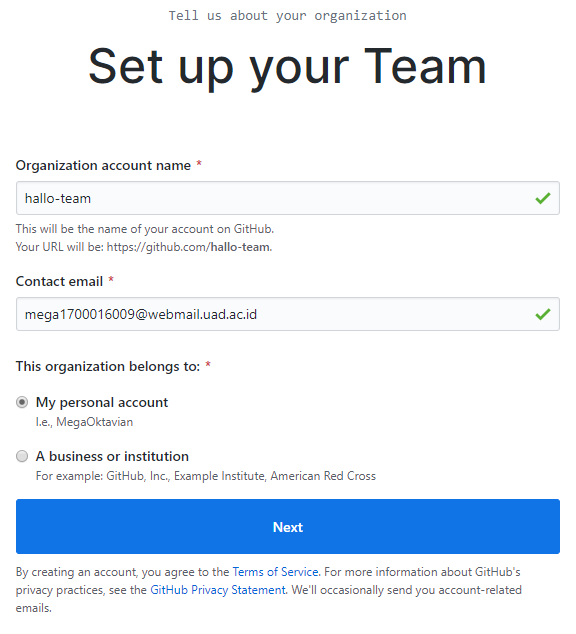 Tell us about your organization
Set up your Team
Organization account name *
hallo-team
This will be the name of your account on GitHub.
Your URL will be: https://github.com/hallo-team.
Contact email *
mega1700016009@webmail.uad.ac.id
This organization belongs to: *
My personal account
I.e., MegaOktavian
A business or institution
For example: GitHub, Inc., Example Institute, American Red Cross
Next
By creating an account, you agree to the Terms of Service. For more information about GitHub's
privacy practices, see the GitHub Privacy Statement. We'll occasionally send you account-related
emails.